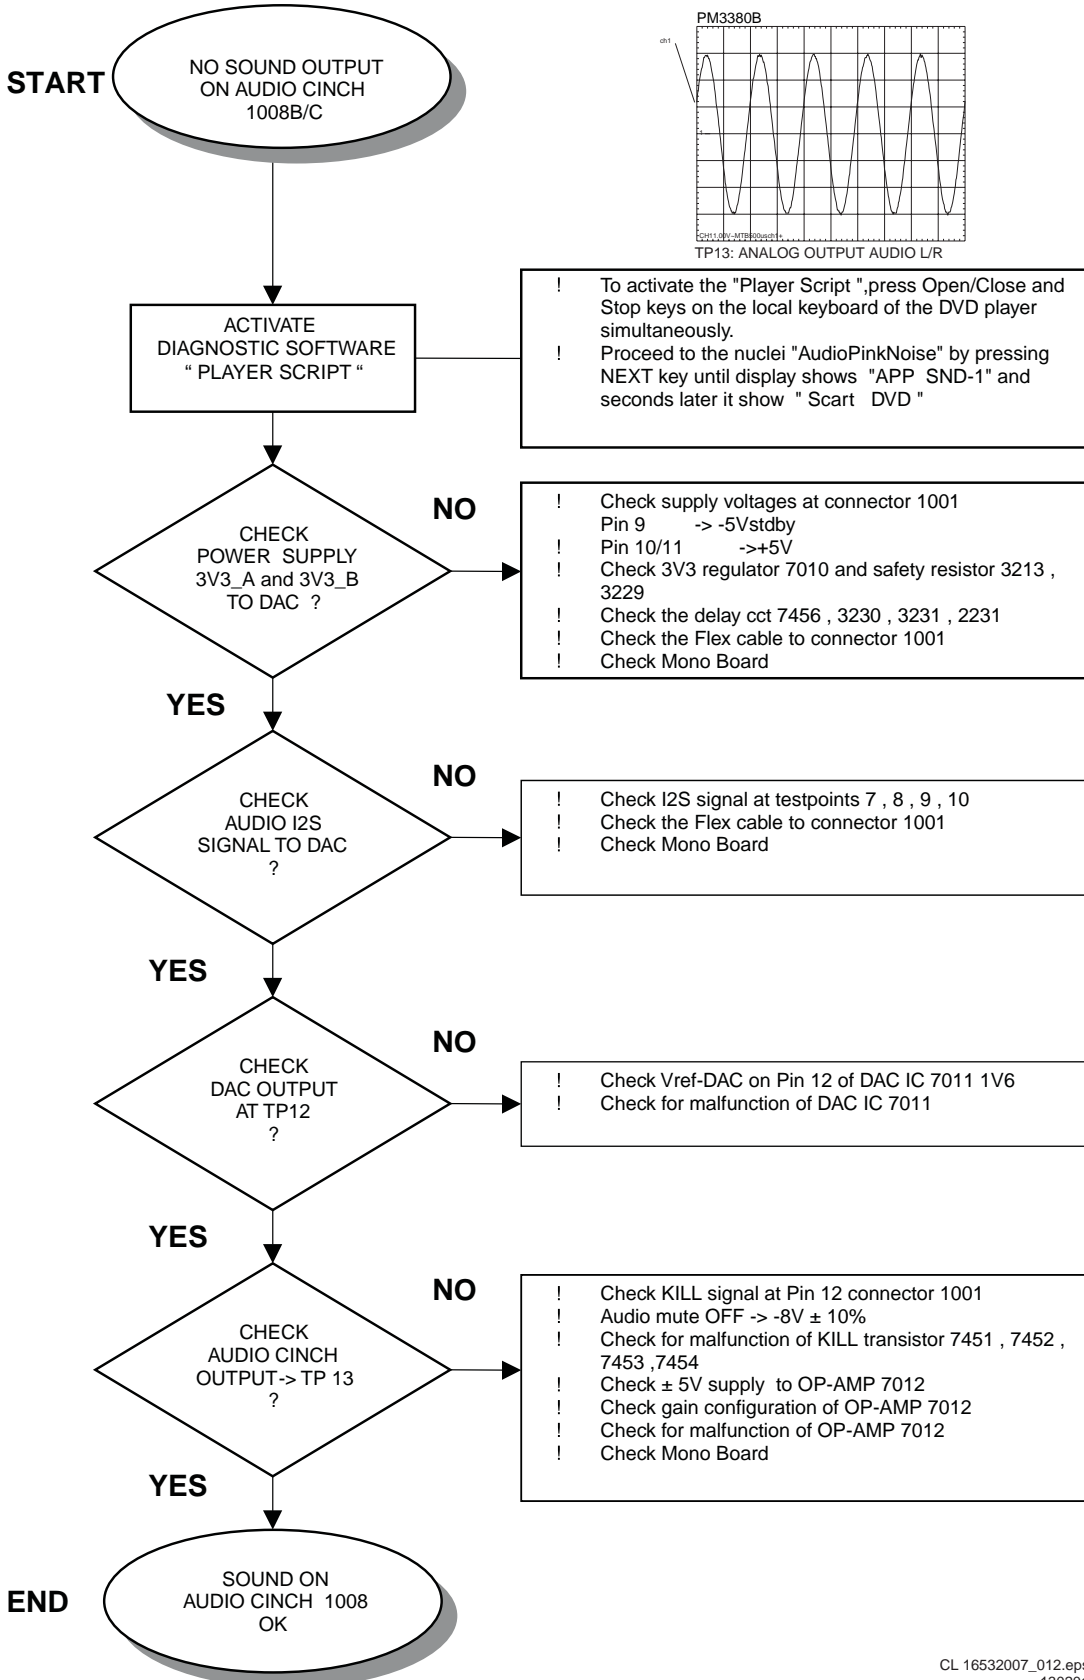 PM3380B
ch1
1
CH11.00V~MTB500usch1+
TP13: ANALOG OUTPUT AUDIO L/R
START
NO SOUND OUTPUT
ON AUDIO CINCH
1008B/C
ACTIVATE
DIAGNOSTIC SOFTWARE
“ PLAYER SCRIPT “
! To activate the "Player Script ",press Open/Close and
Stop keys on the local keyboard of the DVD player
simultaneously.
! Proceed to the nuclei "AudioPinkNoise" by pressing
NEXT key until display shows "APP SND-1" and
seconds later it show " Scart DVD "
CHECK
POWER SUPPLY
3V3_A and 3V3_B
TO DAC ?
NO
! Check supply voltages at connector 1001
Pin 9 -> -5Vstdby
! Pin 10/11 ->+5V
! Check 3V3 regulator 7010 and safety resistor 3213 ,
3229
! Check the delay cct 7456 , 3230 , 3231 , 2231
! Check the Flex cable to connector 1001
! Check Mono Board
YES
CHECK
AUDIO I2S
SIGNAL TO DAC
?
NO
! Check I2S signal at testpoints 7 , 8 , 9 , 10
! Check the Flex cable to connector 1001
! Check Mono Board
YES
CHECK
DAC OUTPUT
AT TP12
?
NO
! Check Vref-DAC on Pin 12 of DAC IC 7011 1V6
! Check for malfunction of DAC IC 7011
YES
CHECK
AUDIO CINCH
OUTPUT-> TP 13
?
NO
! Check KILL signal at Pin 12 connector 1001
! Audio mute OFF -> -8V ± 10%
! Check for malfunction of KILL transistor 7451 , 7452 ,
7453 ,7454
! Check ± 5V supply to OP-AMP 7012
! Check gain configuration of OP-AMP 7012
! Check for malfunction of OP-AMP 7012
! Check Mono Board
YES
END
SOUND ON
AUDIO CINCH 1008
OK
CL 16532007_012.eps